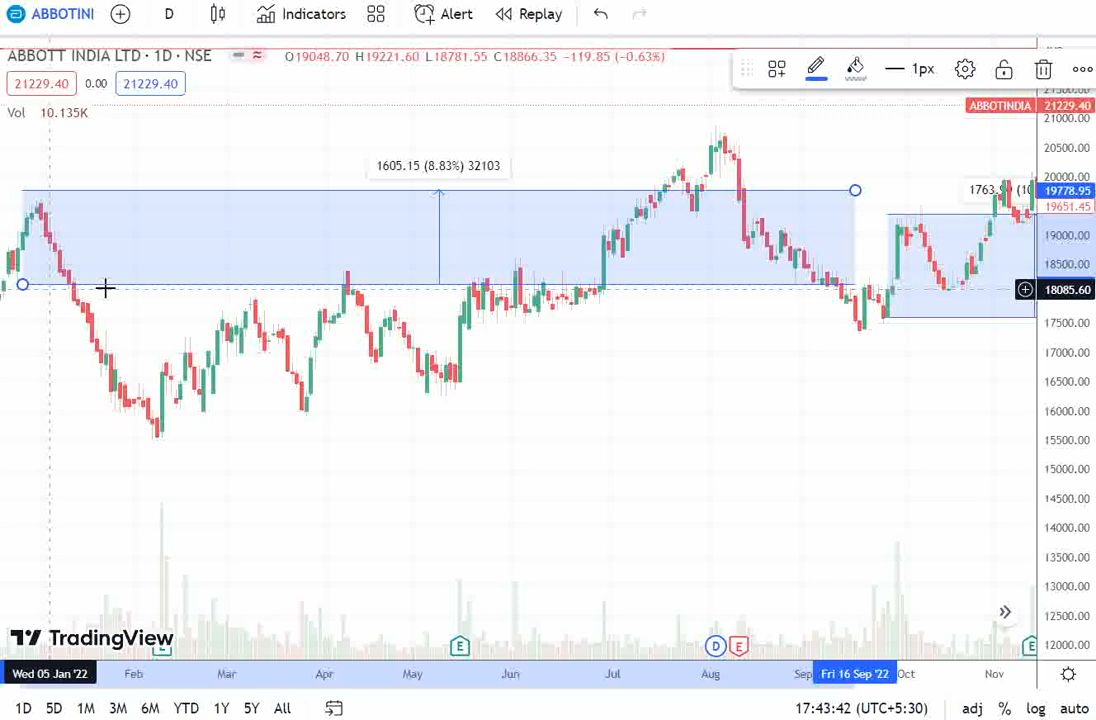 ABBOTINI D Indicators Alert Replay
ABBOTT INDIA LTD · 1D · NSE O19048.70 H19221.60 L18781.55 C18866.35 −119.85 (−0.63%)
1px
21229.40 0.00 21229.40
Vol 10.135K
ABBOTINDIA 21229.40
21000.00
20500.00
1605.15 (8.83%) 32103
20000.00
19778.95
19651.45
19000.00
18500.00
18085.60
17500.00
17000.00
16500.00
16000.00
15500.00
15000.00
14500.00
14000.00
13500.00
13000.00
12500.00
12000.00
TradingView
E E D E E
Wed 05 Jan '22 Feb Mar Apr May Jun Jul Aug Sep Fri 16 Sep '22 Oct Nov
1D 5D 1M 3M 6M YTD 1Y 5Y All 17:43:42 (UTC+5:30) adj % log auto